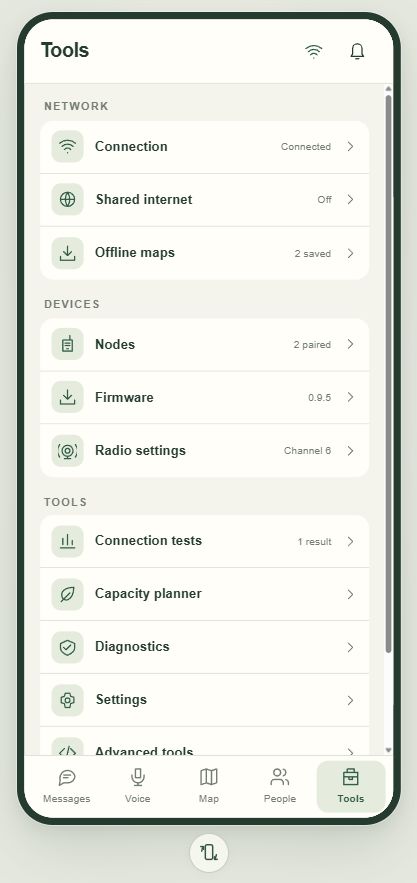 Tools
NETWORK
Connection Connected
Shared internet Off
Offline maps 2 saved
DEVICES
Nodes 2 paired
Firmware 0.9.5
Radio settings Channel 6
TOOLS
Connection tests 1 result
Capacity planner
Diagnostics
Settings
Advanced tools
Messages Voice Map People Tools